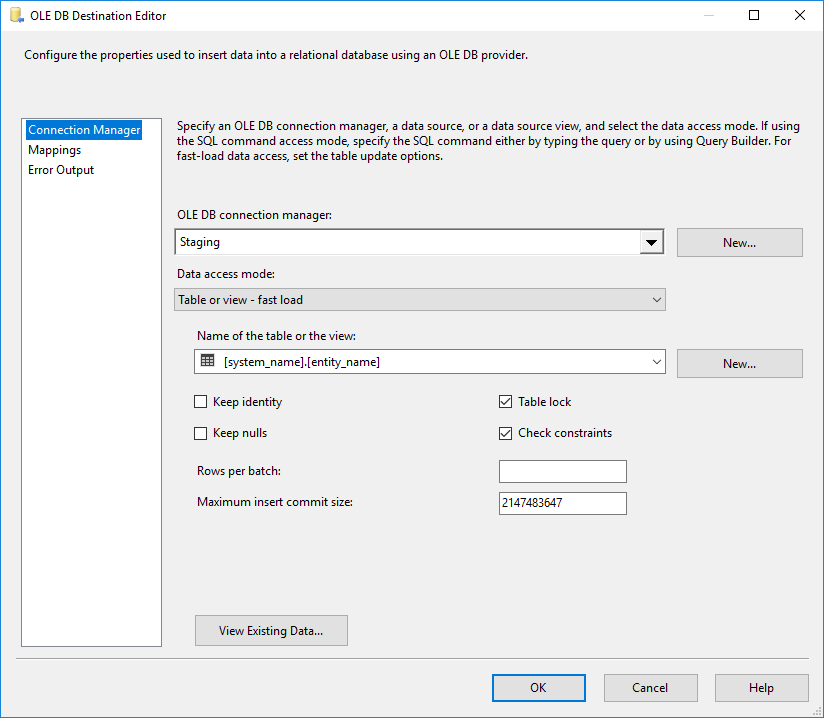 OLE DB Destination Editor
Configure the properties used to insert data into a relational database using an OLE DB provider.
Connection Manager
Mappings
Error Output
Specify an OLE DB connection manager, a data source, or a data source view, and select the data access mode. If using
the SQL command access mode, specify the SQL command either by typing the query or by using Query Builder. For
fast-load data access, set the table update options.
OLE DB connection manager:
Staging
New...
Data access mode:
Table or view - fast load
Name of the table or the view:
[system_name].[entity_name]
New...
Keep identity
Table lock
Keep nulls
Check constraints
Rows per batch:
Maximum insert commit size:
2147483647
View Existing Data...
OK
Cancel
Help